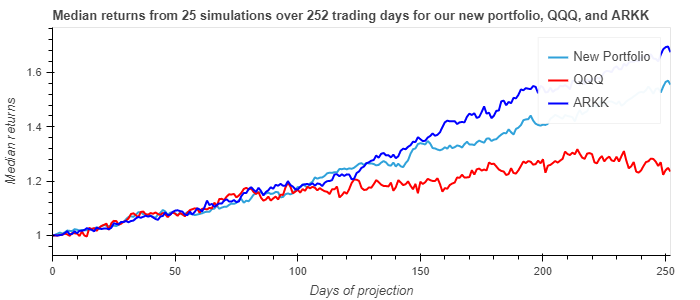 Median returns from 25 simulations over 252 trading days for our new portfolio, QQQ, and ARKK
Median returns
1.6
1.4
1.2
1
New Portfolio
QQQ
ARKK
0
50
100
150
200
250
Days of projection